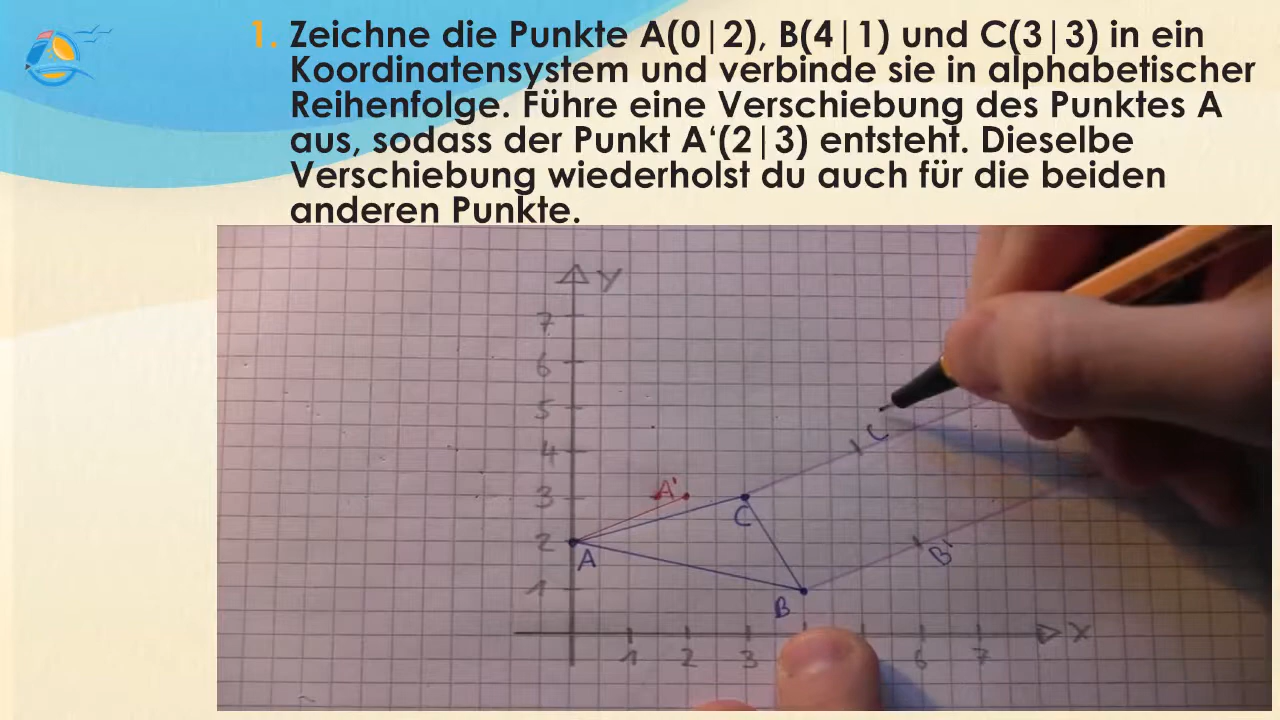 1. Zeichne die Punkte A(0|2), B(4|1) und C(3|3) in ein
Koordinatensystem und verbinde sie in alphabetischer
Reihenfolge. Führe eine Verschiebung des Punktes A
aus, sodass der Punkt A‘(2|3) entsteht. Dieselbe
Verschiebung wiederholst du auch für die beiden
anderen Punkte.
Y
7
6
5
C
4
3
A'
C
2
A
B'
1
B
X
1 2 3 6 7